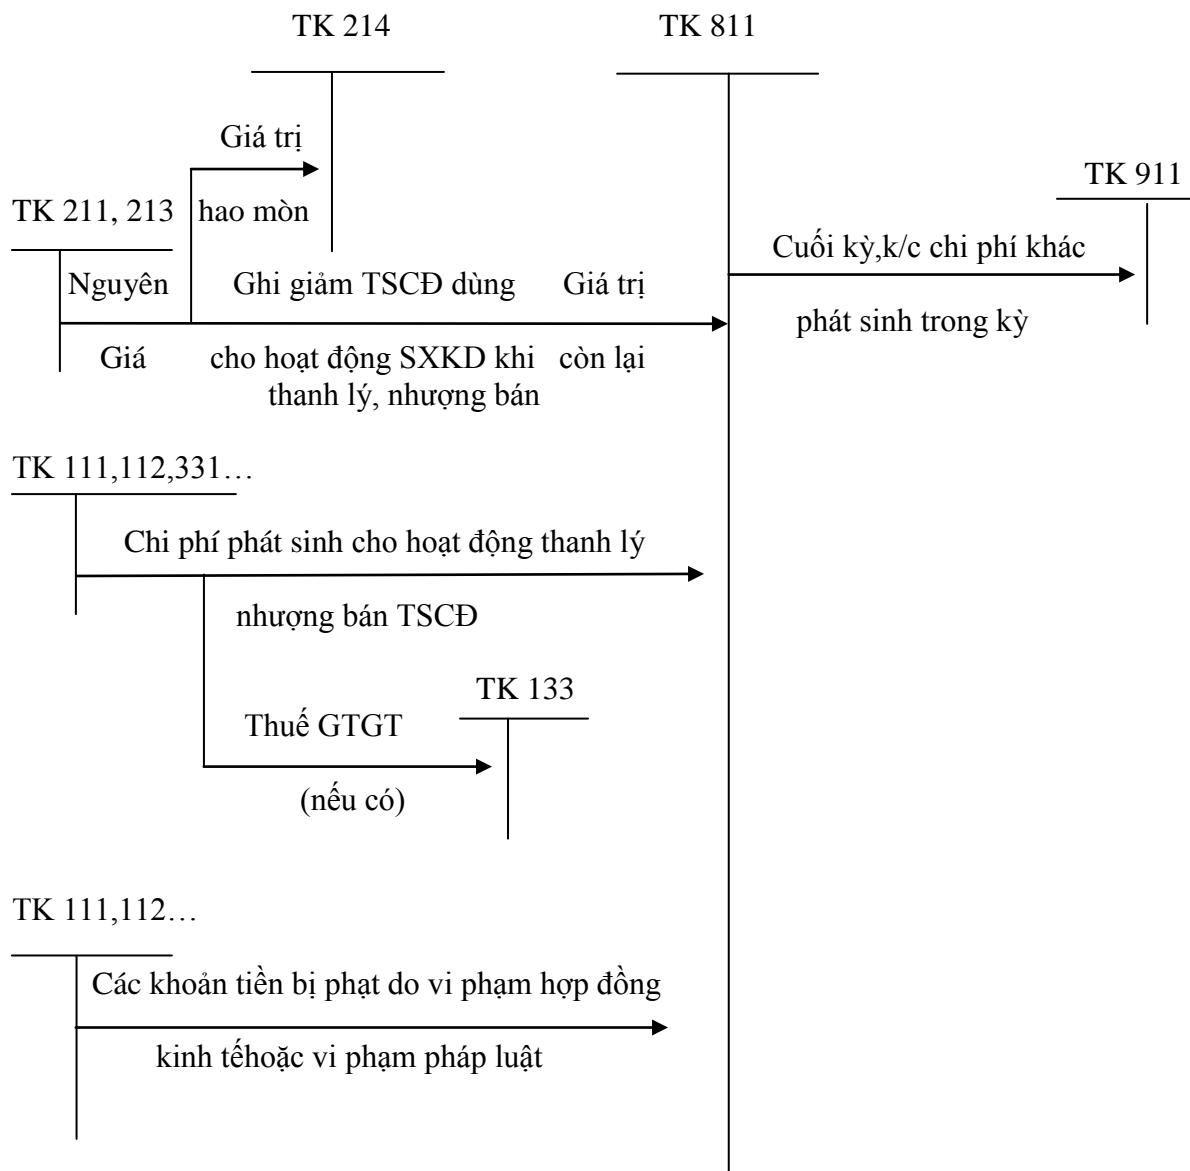 TK 214
TK 811
Giá trị
TK 911
TK 211, 213
hao mòn
Cuối kỳ,k/c chi phí khác
Nguyên
Ghi giảm TSCĐ dùng
Giá trị
phát sinh trong kỳ
Giá
cho hoạt động SXKD khi
còn lại
thanh lý, nhượng bán
TK 111,112,331…
Chi phí phát sinh cho hoạt động thanh lý
nhượng bán TSCĐ
TK 133
Thuế GTGT
(nếu có)
TK 111,112…
Các khoản tiền bị phạt do vi phạm hợp đồng
kinh tếhoặc vi phạm pháp luật